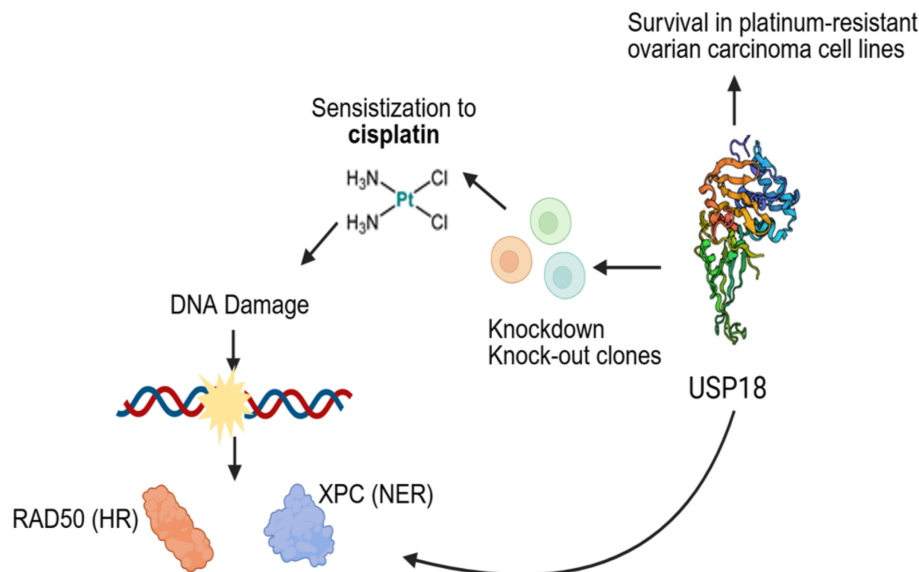 Survival in platinum-resistant
ovarian carcinoma cell lines
Sensistization to
cisplatin
H₃N
Cl
Pt
H₃N
Cl
DNA Damage
Knockdown
Knock-out clones
USP18
XPC (NER)
RAD50 (HR)